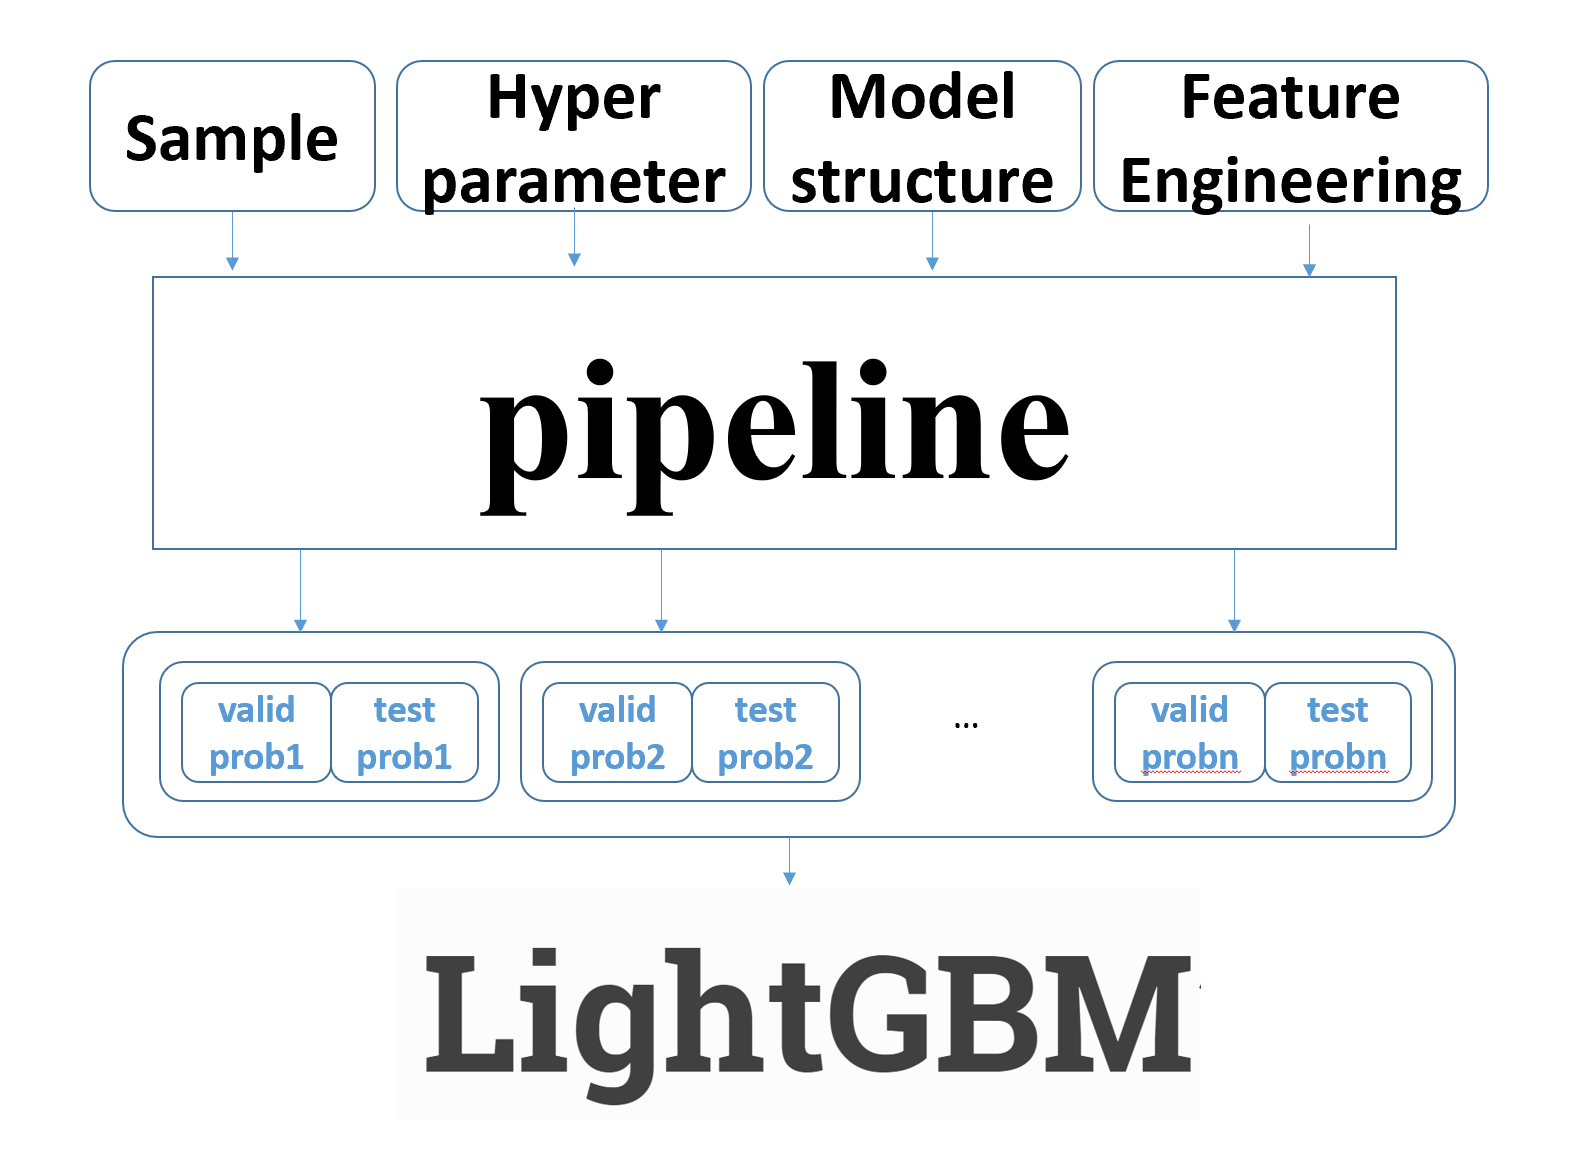 Sample
Hyper
parameter
Model
structure
Feature
Engineering
pipeline
valid
prob1
test
prob1
valid
prob2
test
prob2
...
valid
probn
test
probn
LightGBM